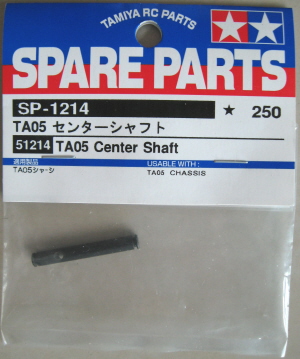 TAMIYA RC PARTS
SPARE PARTS
SP-1214 ★ 250
TA05 センターシャフト
51214 TA05 Center Shaft
適用製品 USABLE WITH :
TA05シャーシ TA05 CHASSIS